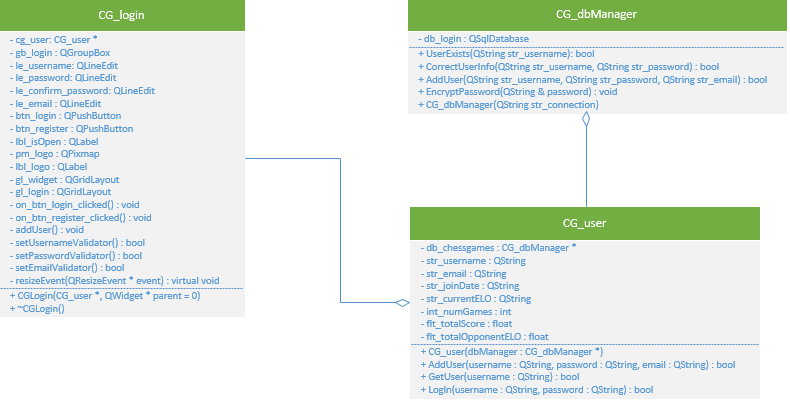 CG_login
- cg_user: CG_user *
- gb_login : QGroupBox
- le_username: QLineEdit
- le_password: QLineEdit
- le_confirm_password: QLineEdit
- le_email : QLineEdit
- btn_login : QPushButton
- btn_register : QPushButton
- lbl_isOpen : QLabel
- pm_logo : QPixmap
- lbl_logo : QLabel
- gl_widget : QGridLayout
- gl_login : QGridLayout
- on_btn_login_clicked() : void
- on_btn_register_clicked() : void
- addUser() : void
- setUsernameValidator() : bool
- setPasswordValidator() : bool
- setEmailValidator() : bool
- resizeEvent(QResizeEvent * event) : virtual void
+ CGLogin(CG_user *, QWidget * parent = 0)
+ ~CGLogin()
CG_dbManager
- db_login : QSqlDatabase
+ UserExists(QString str_username): bool
+ CorrectUserInfo(QString str_username, QString str_password) : bool
+ AddUser(QString str_username, QString str_password, QString str_email) : bool
+ EncryptPassword(QString & password) : void
+ CG_dbManager(QString str_connection)
CG_user
- db_chessgames : CG_dbManager *
- str_username : QString
- str_email : QString
- str_joinDate : QString
- str_currentELO : QString
- int_numGames : int
- flt_totalScore : float
- flt_totalOpponentELO : float
+ CG_user(dbManager : CG_dbManager *)
+ AddUser(username : QString, password : QString, email : QString) : bool
+ GetUser(username : QString) : bool
+ LogIn(username : QString, password : QString) : bool